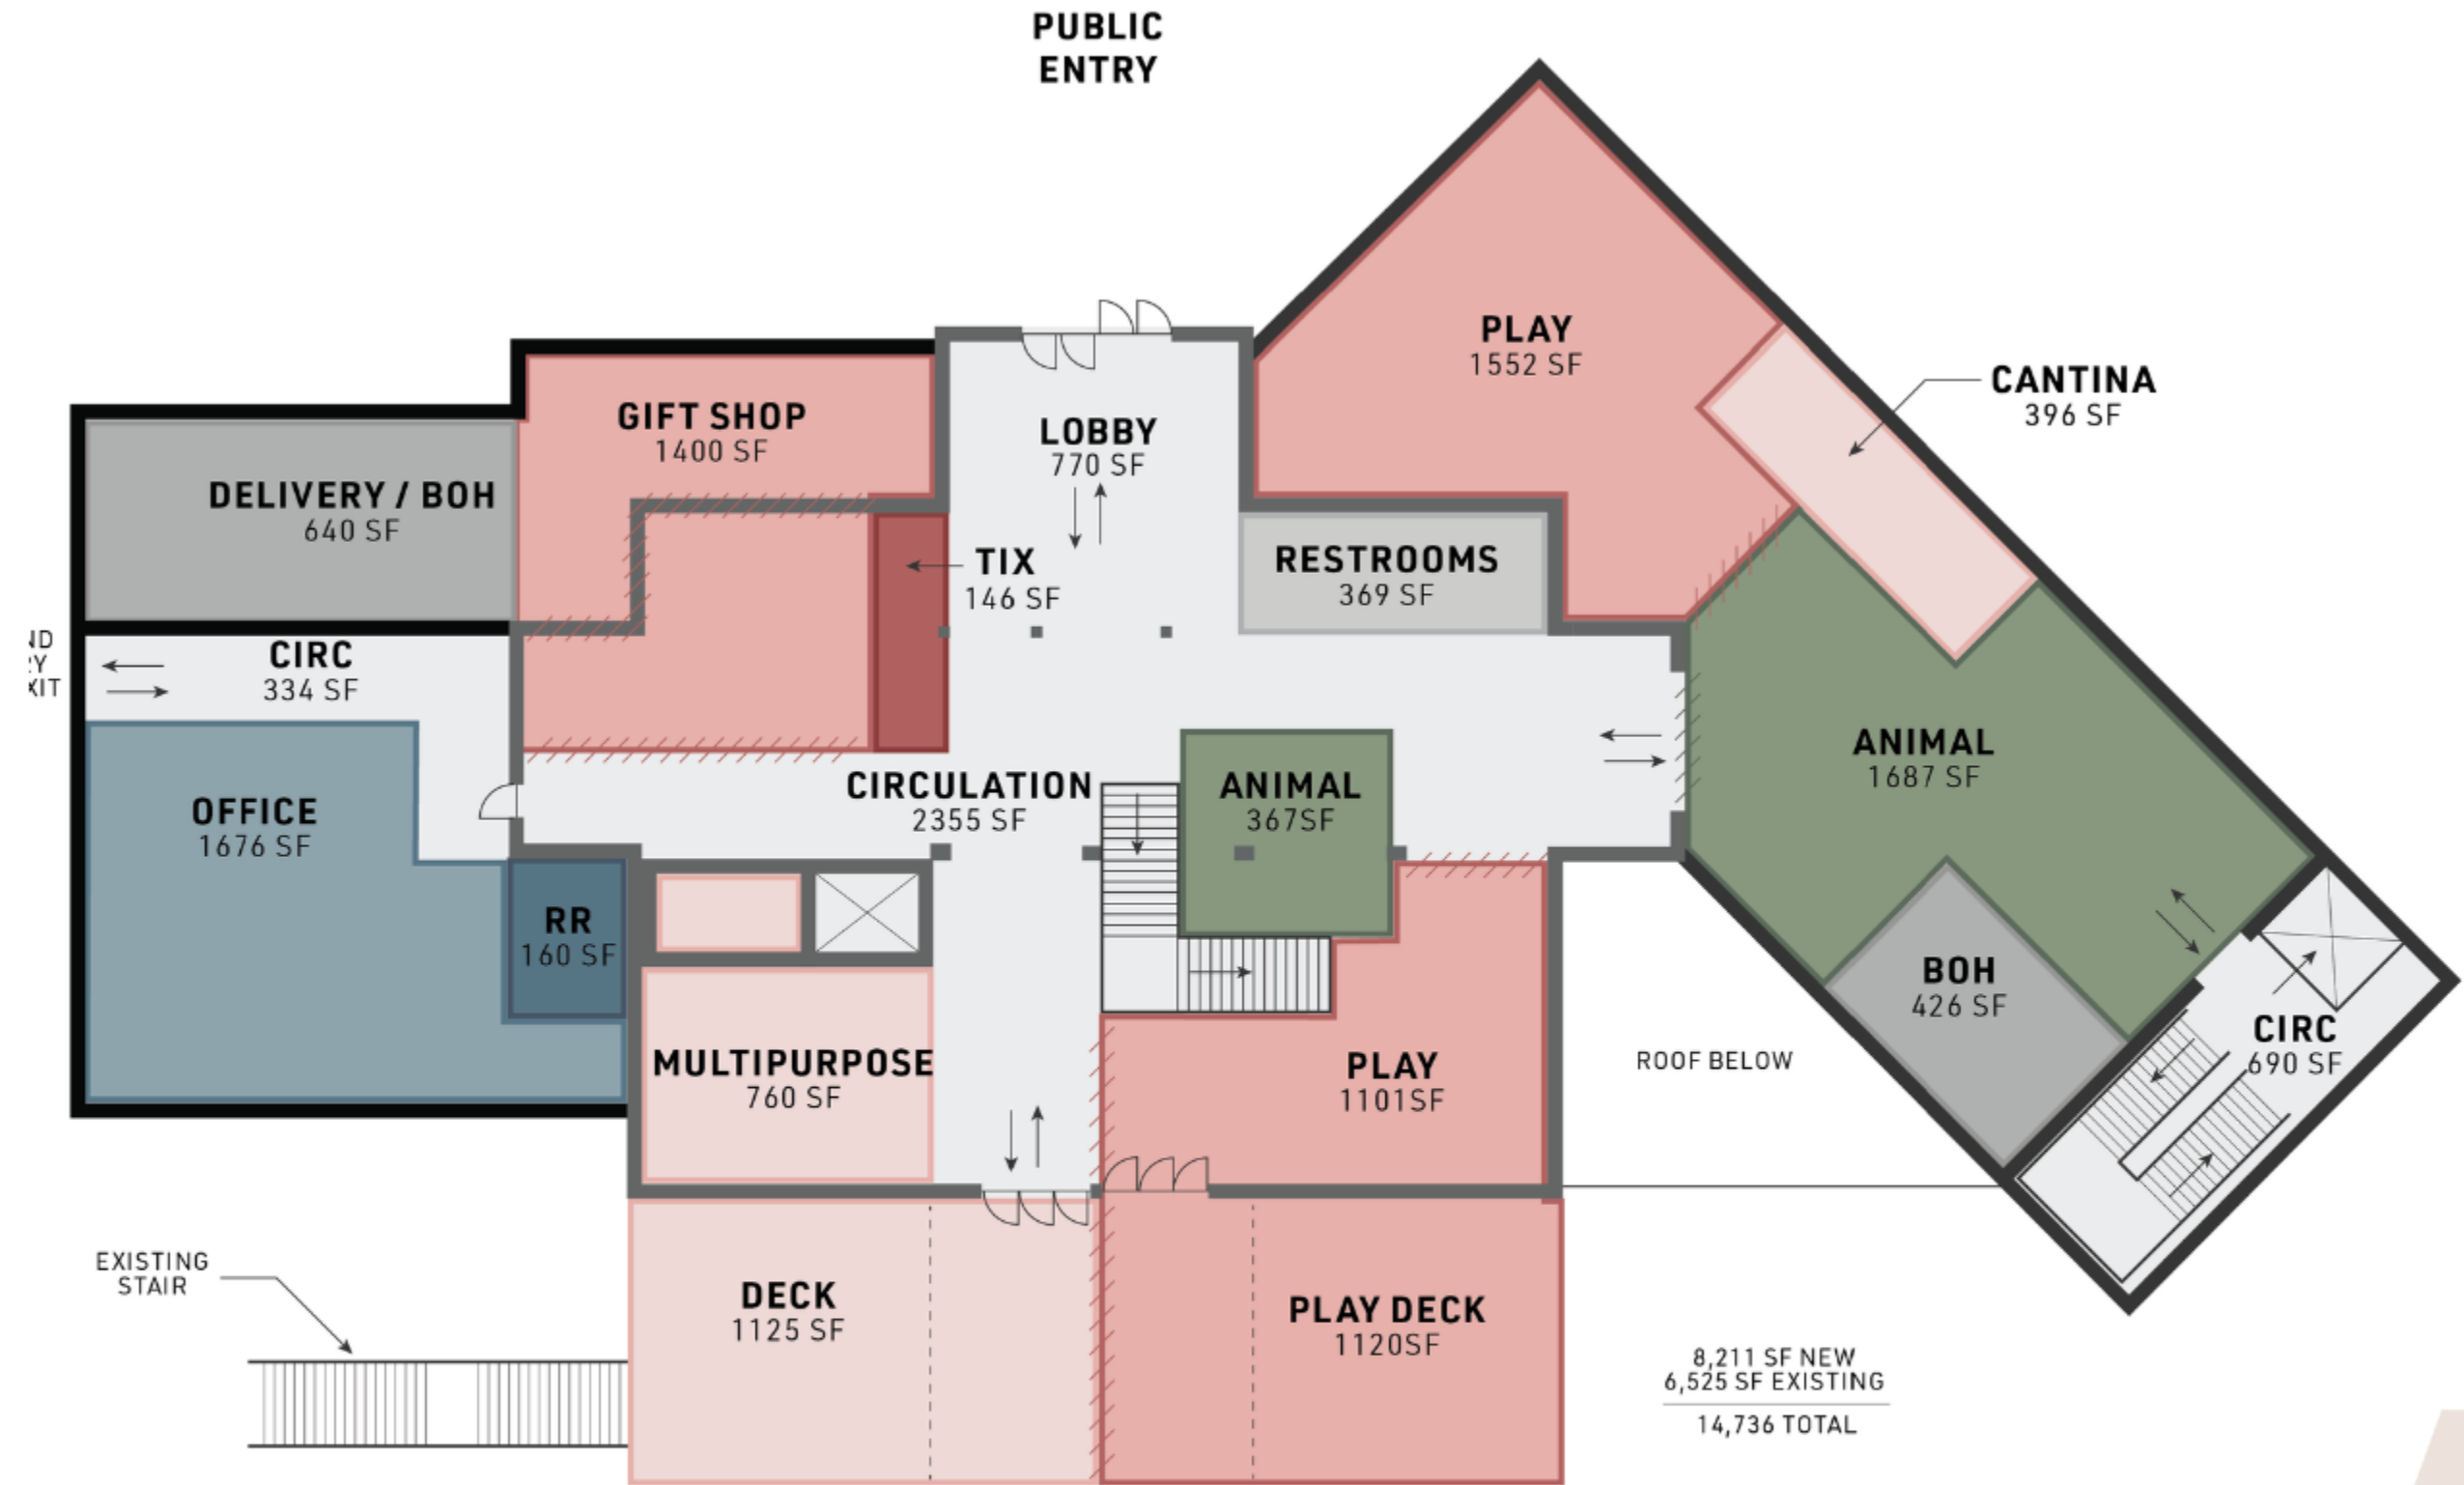 PUBLIC
ENTRY
PLAY
1552 SF
CANTINA
396 SF
GIFT SHOP
1400 SF
LOBBY
770 SF
DELIVERY / BOH
640 SF
TIX
146 SF
RESTROOMS
369 SF
CIRC
334 SF
XIT
ANIMAL
1687 SF
OFFICE
1676 SF
CIRCULATION
2355 SF
ANIMAL
367SF
RR
160 SF
BOH
426 SF
CIRC
690 SF
MULTIPURPOSE
760 SF
PLAY
1101SF
ROOF BELOW
EXISTING
STAIR
DECK
1125 SF
PLAY DECK
1120SF
8,211 SF NEW
6,525 SF EXISTING
14,736 TOTAL